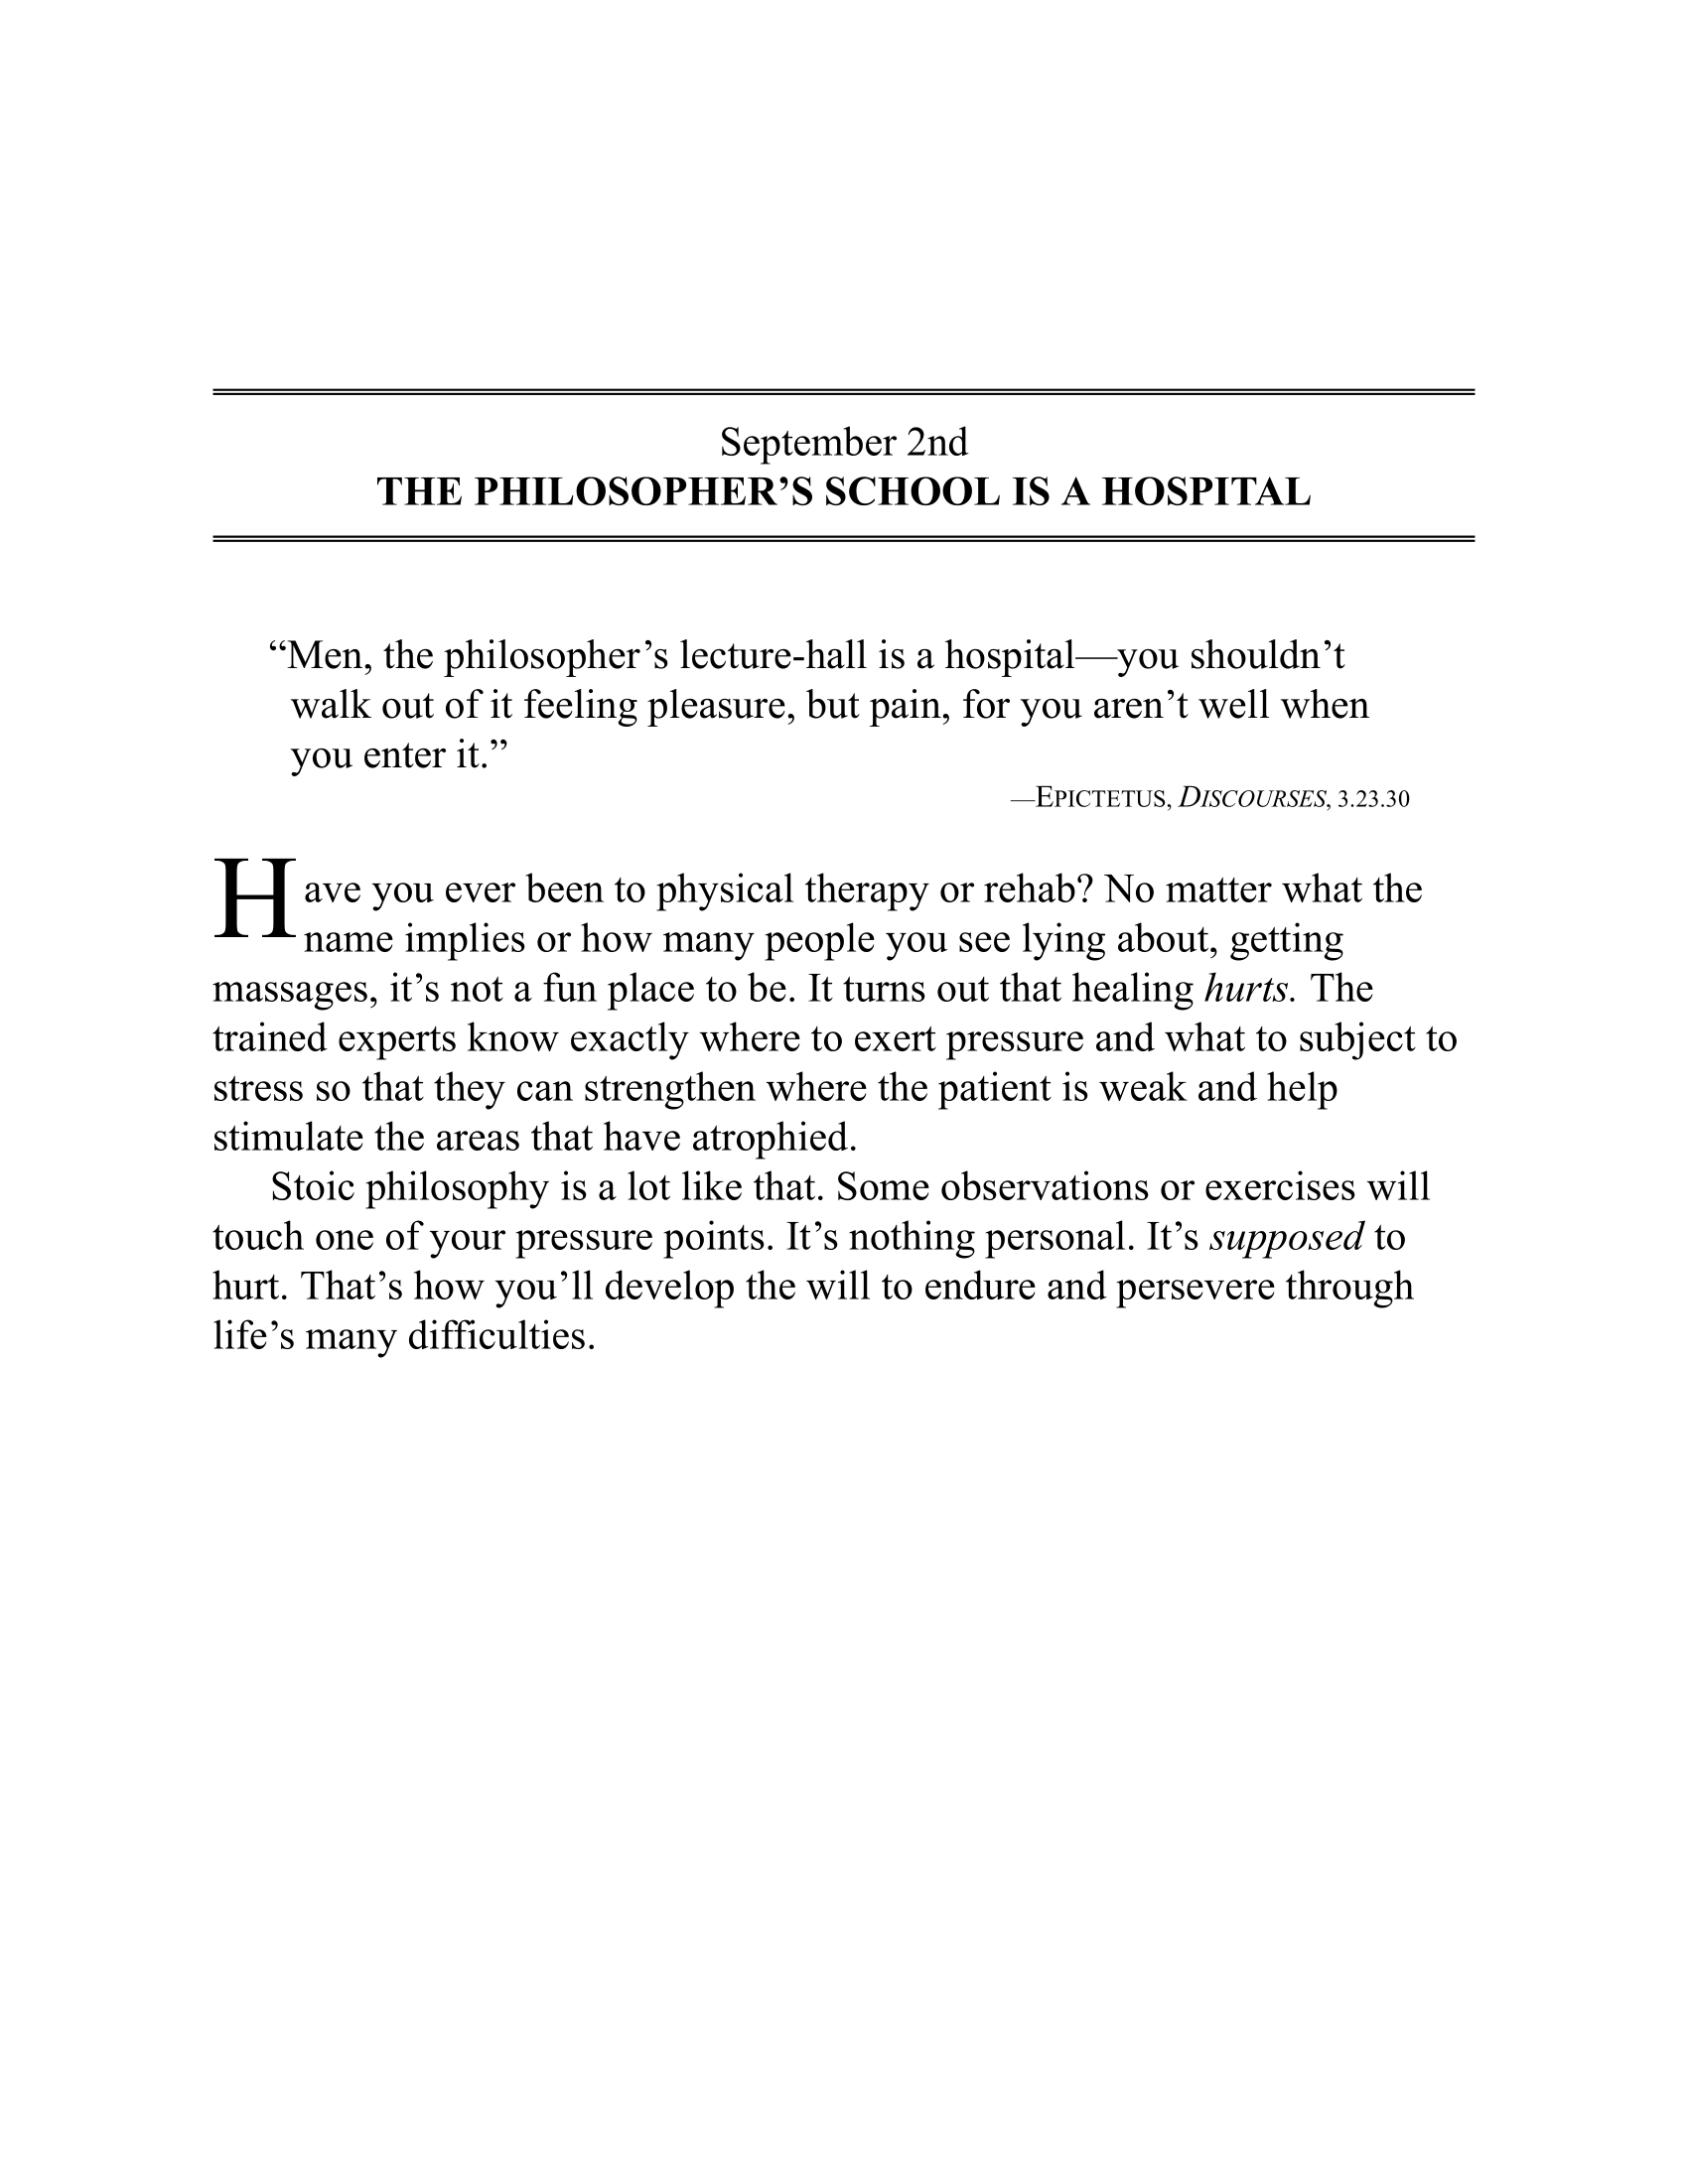 September 2nd
THE PHILOSOPHER’S SCHOOL IS A HOSPITAL
“Men, the philosopher’s lecture-hall is a hospital—you shouldn’t
walk out of it feeling pleasure, but pain, for you aren’t well when
you enter it.”
—EPICTETUS, DISCOURSES, 3.23.30
Have you ever been to physical therapy or rehab? No matter what the
name implies or how many people you see lying about, getting
massages, it’s not a fun place to be. It turns out that healing hurts. The
trained experts know exactly where to exert pressure and what to subject to
stress so that they can strengthen where the patient is weak and help
stimulate the areas that have atrophied.
Stoic philosophy is a lot like that. Some observations or exercises will
touch one of your pressure points. It’s nothing personal. It’s supposed to
hurt. That’s how you’ll develop the will to endure and persevere through
life’s many difficulties.